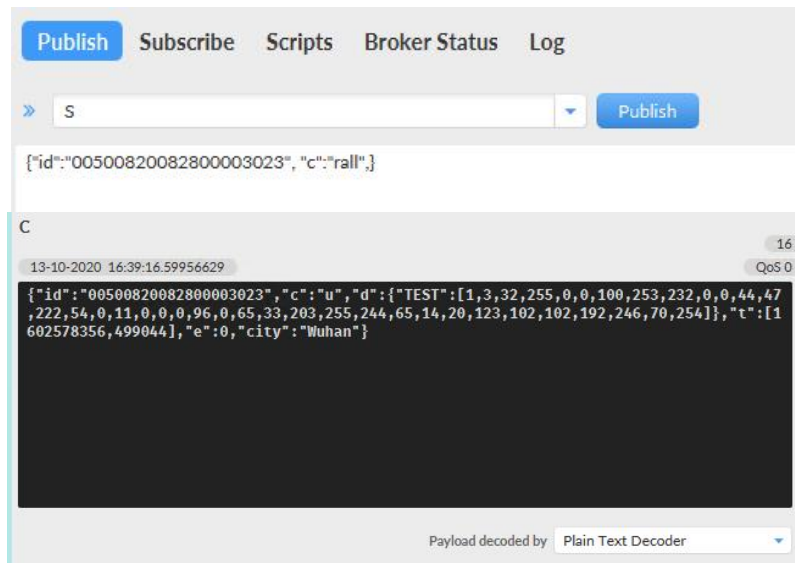 Publish Subscribe Scripts Broker Status Log
» S Publish
{"id":"00500820082800003023", "c":"rall",}
C
16
13-10-2020 16:39:16.59956629 QoS 0
{"id":"00500820082800003023","c":"u","d":{"TEST":[1,3,32,255,0,0,100,253,232,0,0,44,47
,222,54,0,11,0,0,0,96,0,65,33,203,255,244,65,14,20,123,102,102,192,246,70,254]},"t":[1
602578356,499044],"e":0,"city":"Wuhan"}
Payload decoded by Plain Text Decoder